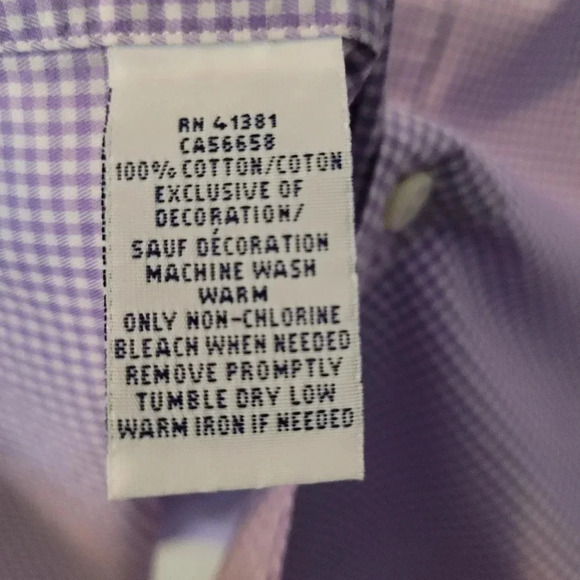 RN 41381
CA56658
100% COTTON/COTON
EXCLUSIVE OF
DECORATION/
SAUF DÉCORATION
MACHINE WASH
WARM
ONLY NON-CHLORINE
BLEACH WHEN NEEDED
REMOVE PROMPTLY
TUMBLE DRY LOW
WARM IRON IF NEEDED